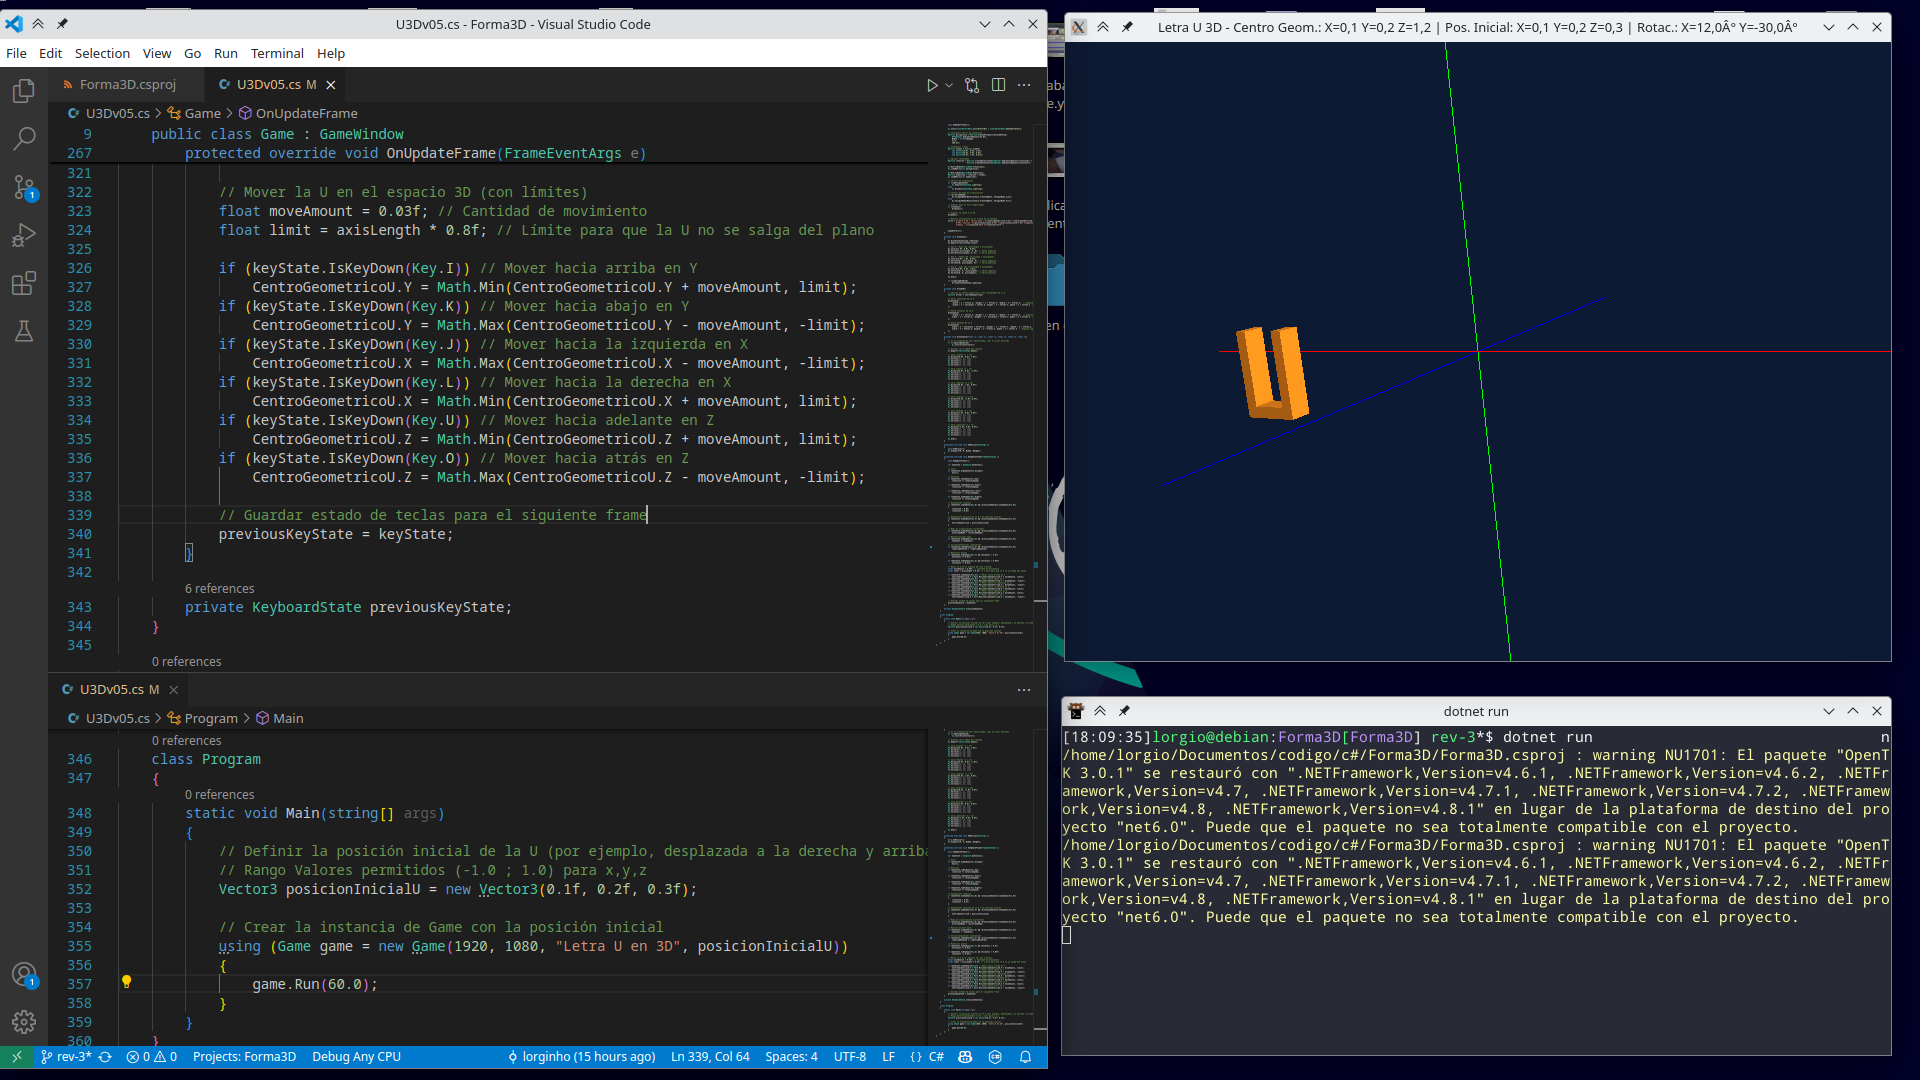 U3Dv05.cs - Forma3D - Visual Studio Code
File Edit Selection View Go Run Terminal Help
Forma3D.csproj
U3Dv05.cs M
U3Dv05.cs > Game > OnUpdateFrame
9 public class Game : GameWindow
267 protected override void OnUpdateFrame(FrameEventArgs e)
321
322 // Mover la U en el espacio 3D (con límites)
323 float moveAmount = 0.03f; // Cantidad de movimiento
324 float limit = axisLength * 0.8f; // Límite para que la U no se salga del plano
325
326 if (keyState.IsKeyDown(Key.I)) // Mover hacia arriba en Y
327 CentroGeometricoU.Y = Math.Min(CentroGeometricoU.Y + moveAmount, limit);
328 if (keyState.IsKeyDown(Key.K)) // Mover hacia abajo en Y
329 CentroGeometricoU.Y = Math.Max(CentroGeometricoU.Y - moveAmount, -limit);
330 if (keyState.IsKeyDown(Key.J)) // Mover hacia la izquierda en X
331 CentroGeometricoU.X = Math.Max(CentroGeometricoU.X - moveAmount, -limit);
332 if (keyState.IsKeyDown(Key.L)) // Mover hacia la derecha en X
333 CentroGeometricoU.X = Math.Min(CentroGeometricoU.X + moveAmount, limit);
334 if (keyState.IsKeyDown(Key.U)) // Mover hacia adelante en Z
335 CentroGeometricoU.Z = Math.Min(CentroGeometricoU.Z + moveAmount, limit);
336 if (keyState.IsKeyDown(Key.O)) // Mover hacia atrás en Z
337 CentroGeometricoU.Z = Math.Max(CentroGeometricoU.Z - moveAmount, -limit);
338
339 // Guardar estado de teclas para el siguiente frame
340 previousKeyState = keyState;
341 }
342
6 references
343 private KeyboardState previousKeyState;
344 }
345
0 references
U3Dv05.cs M
U3Dv05.cs > Program > Main
0 references
346 class Program
347 {
0 references
348 static void Main(string[] args)
349 {
350 // Definir la posición inicial de la U (por ejemplo, desplazada a la derecha y arriba
351 // Rango Valores permitidos (-1.0 ; 1.0) para x,y,z
352 Vector3 posicionInicialU = new Vector3(0.1f, 0.2f, 0.3f);
353
354 // Crear la instancia de Game con la posición inicial
355 using (Game game = new Game(1920, 1080, "Letra U en 3D", posicionInicialU))
356 {
357 game.Run(60.0);
358 }
359 }
360 }
1
1
rev-3* 0 0 Projects: Forma3D Debug Any CPU lorginho (15 hours ago) Ln 339, Col 64 Spaces: 4 UTF-8 LF {} C#
Letra U 3D - Centro Geom.: X=0,1 Y=0,2 Z=1,2 | Pos. Inicial: X=0,1 Y=0,2 Z=0,3 | Rotac.: X=12,0Â° Y=-30,0Â°
dotnet run
[18:09:35]lorgio@debian:Forma3D[Forma3D] rev-3*$ dotnet run n
/home/lorgio/Documentos/codigo/c#/Forma3D/Forma3D.csproj : warning NU1701: El paquete "OpenT
K 3.0.1" se restauró con ".NETFramework,Version=v4.6.1, .NETFramework,Version=v4.6.2, .NETFr
amework,Version=v4.7, .NETFramework,Version=v4.7.1, .NETFramework,Version=v4.7.2, .NETFramew
ork,Version=v4.8, .NETFramework,Version=v4.8.1" en lugar de la plataforma de destino del pro
yecto "net6.0". Puede que el paquete no sea totalmente compatible con el proyecto.
/home/lorgio/Documentos/codigo/c#/Forma3D/Forma3D.csproj : warning NU1701: El paquete "OpenT
K 3.0.1" se restauró con ".NETFramework,Version=v4.6.1, .NETFramework,Version=v4.6.2, .NETFr
amework,Version=v4.7, .NETFramework,Version=v4.7.1, .NETFramework,Version=v4.7.2, .NETFramew
ork,Version=v4.8, .NETFramework,Version=v4.8.1" en lugar de la plataforma de destino del pro
yecto "net6.0". Puede que el paquete no sea totalmente compatible con el proyecto.